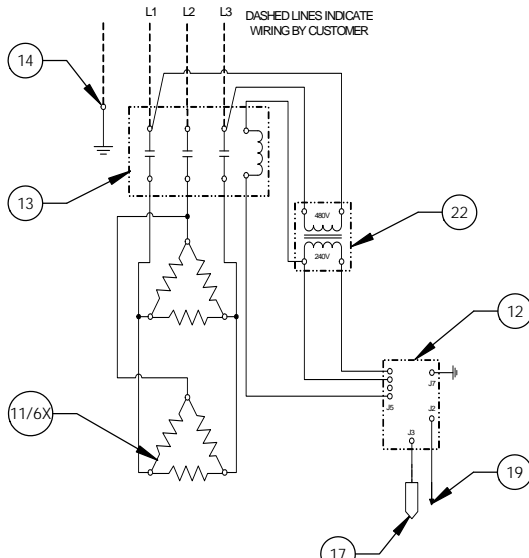 L1 L2 L3
DASHED LINES INDICATE
WIRING BY CUSTOMER
14
13
480V
240V
22
12
J7
J5
J2
J3
11/6X
19
17